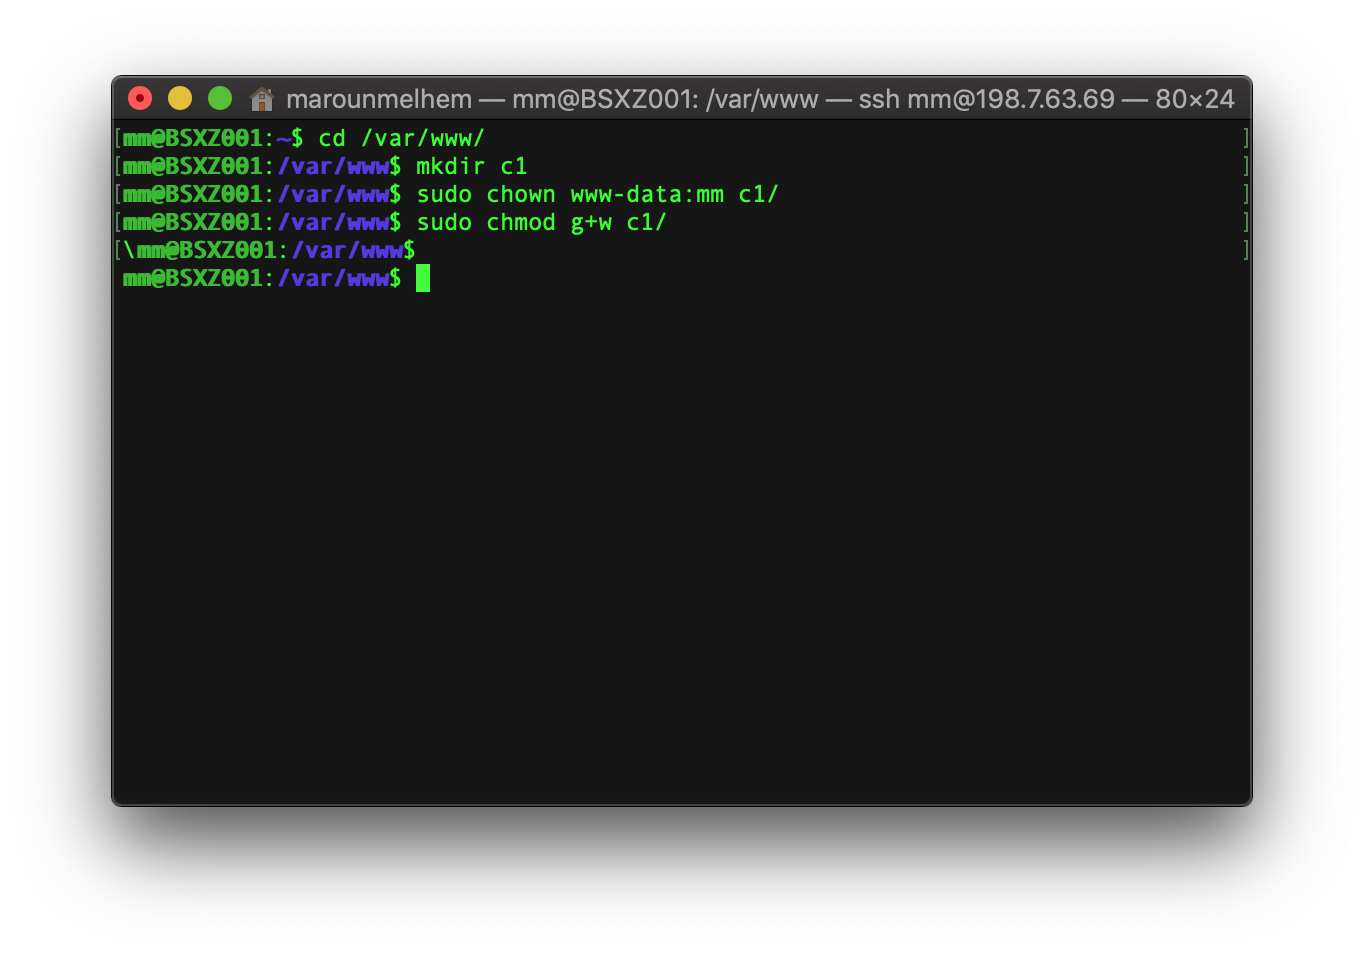 marounmelhem — mm@BSXZ001: /var/www — ssh mm@198.7.63.69 — 80×24
[mm@BSXZ001:~$ cd /var/www/ ]
[mm@BSXZ001:/var/www$ mkdir c1 ]
[mm@BSXZ001:/var/www$ sudo chown www-data:mm c1/ ]
[mm@BSXZ001:/var/www$ sudo chmod g+w c1/ ]
[\mm@BSXZ001:/var/www$ ]
mm@BSXZ001:/var/www$